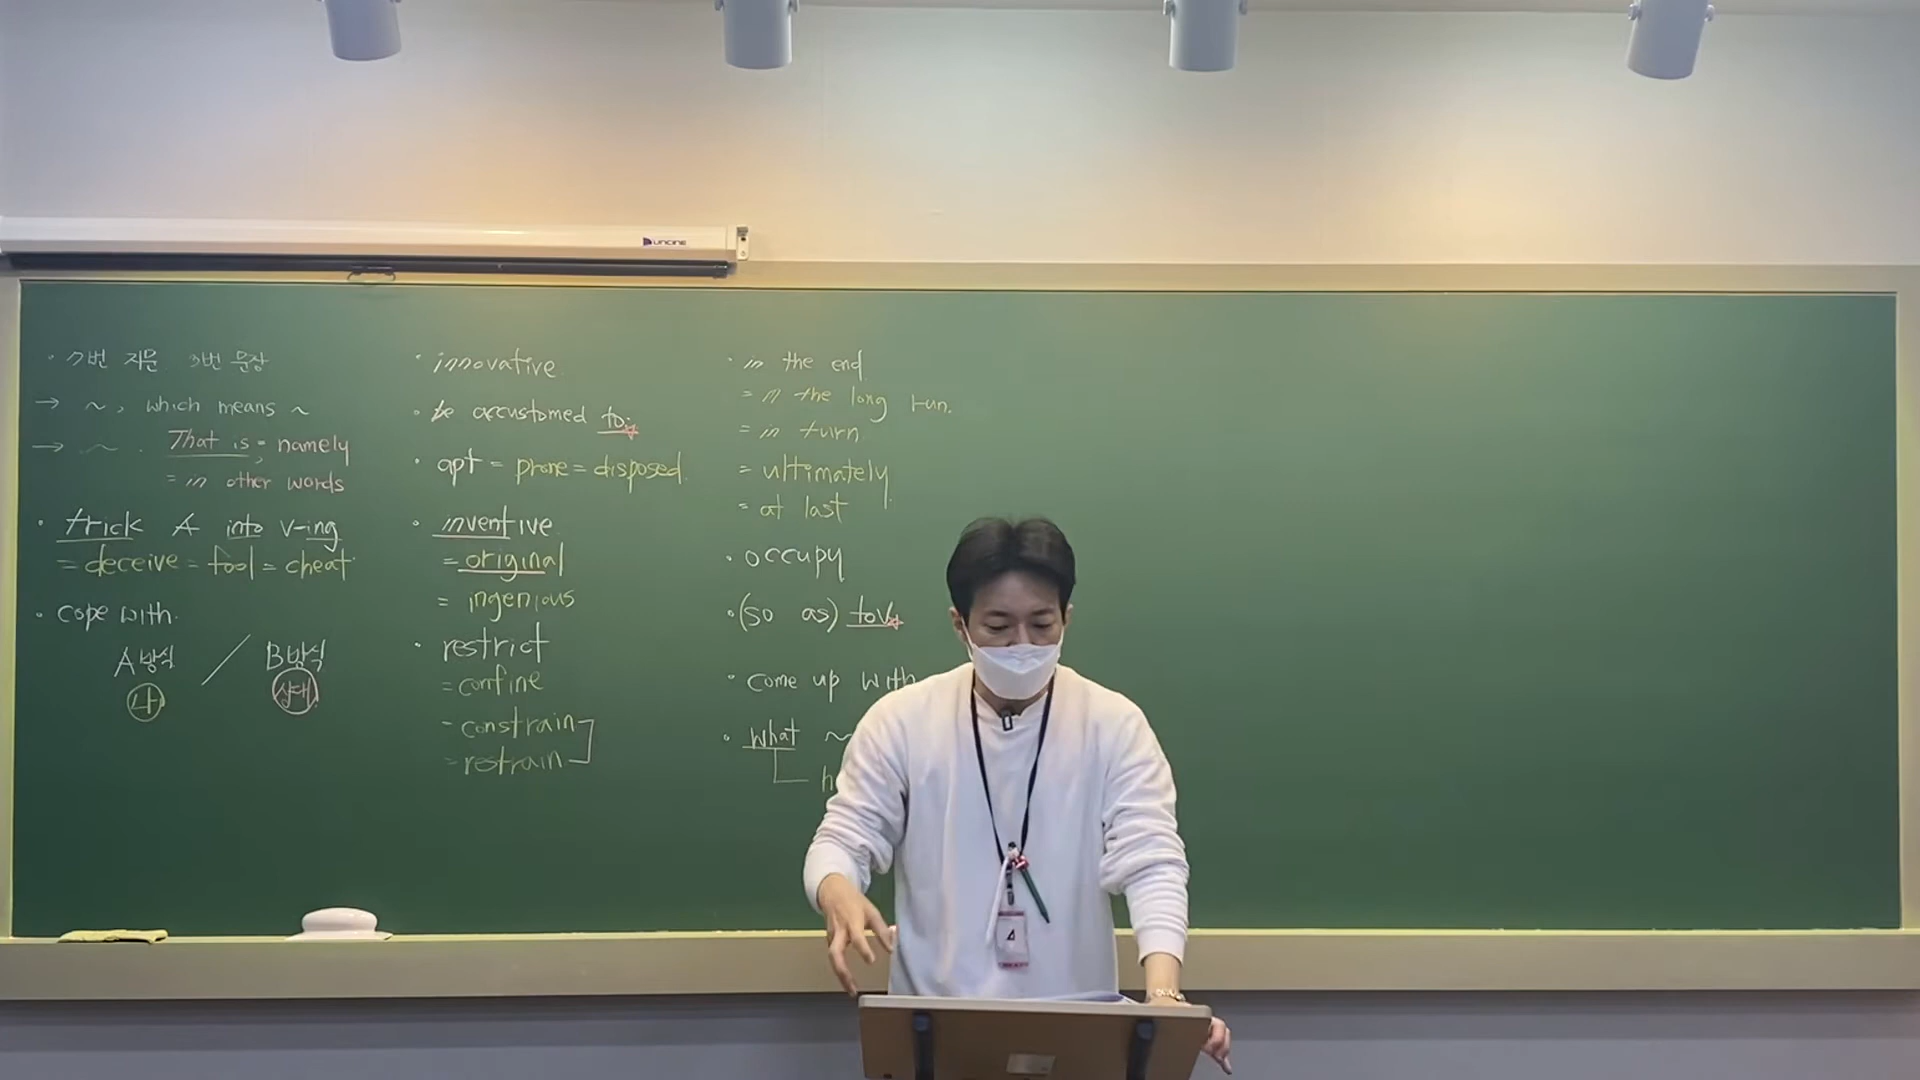 UNCINE
· 7번 지문 3번 문장
→ ~, which means ~
→ ~. That is, = namely
= in other words
· trick A into v-ing
= deceive = fool = cheat
· cope with.
A방식 / B방식
나 상대
· innovative.
· be accustomed to
· apt = prone = disposed.
· inventive
= original
= ingenious
· restrict
= confine
= constrain
= restrain
· in the end
= in the long run.
= in turn
= ultimately
= at last
· occupy
· (so as) to V
· come up with
· what ~